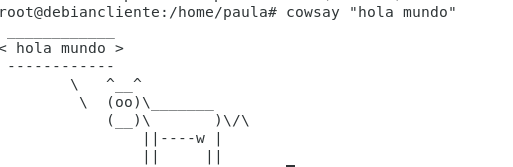 root@debiancliente:/home/paula# cowsay "hola mundo"
 ____________
< hola mundo >
 ------------
        \   ^__^
         \  (oo)\_______
            (__)\       )\/\
                ||----w |
                ||     ||